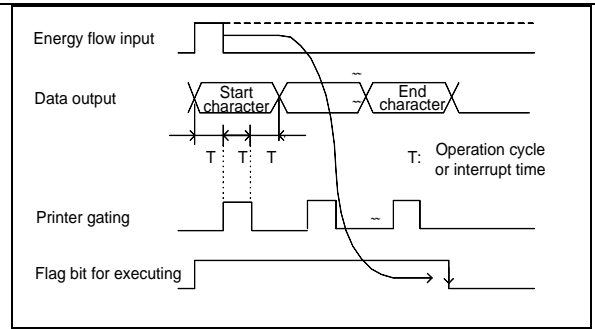 Energy flow input
Data output
Start
character
End
character
T T T
T: Operation cycle
or interrupt time
Printer gating
Flag bit for executing